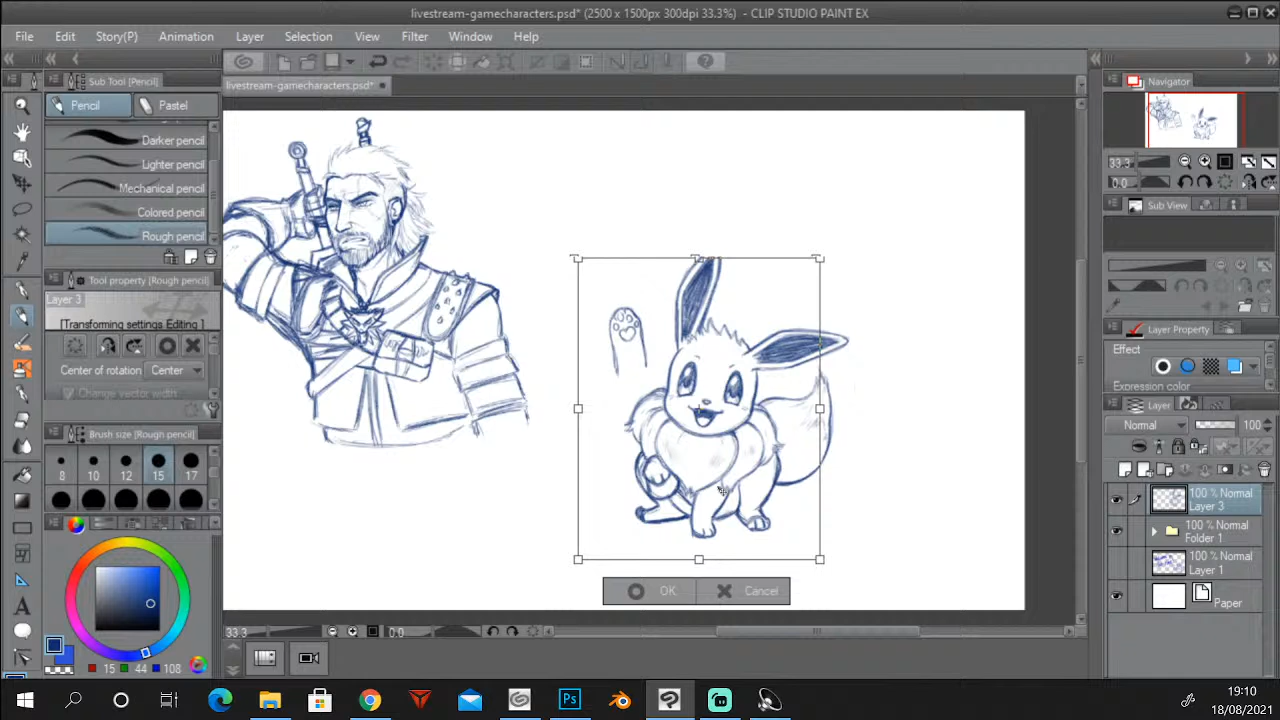 livestream-gamecharacters.psd* (2500 x 1500px 300dpi 33.3%) - CLIP STUDIO PAINT EX
File Edit Story(P) Animation Layer Selection View Filter Window Help
Sub Tool [Pencil]
livestream-gamecharacters.psd*
Navigator
Pencil Pastel
Darker pencil
Lighter pencil
Mechanical pencil
Colored pencil
Rough pencil
33.3
0.0
Sub View
Tool property [Rough pencil]
Layer 3
[Transforming settings Editing ]
Center of rotation Center
Change vector width
Layer Property
Effect
Expression color
Layer
Normal 100
Brush size [Rough pencil]
8 10 12 15 17
100 % Normal
Layer 3
100 % Normal
Folder 1
100 % Normal
Layer 1
Paper
OK Cancel
33.3 0.0
15 44 108
A
Ps
19:10
18/08/2021